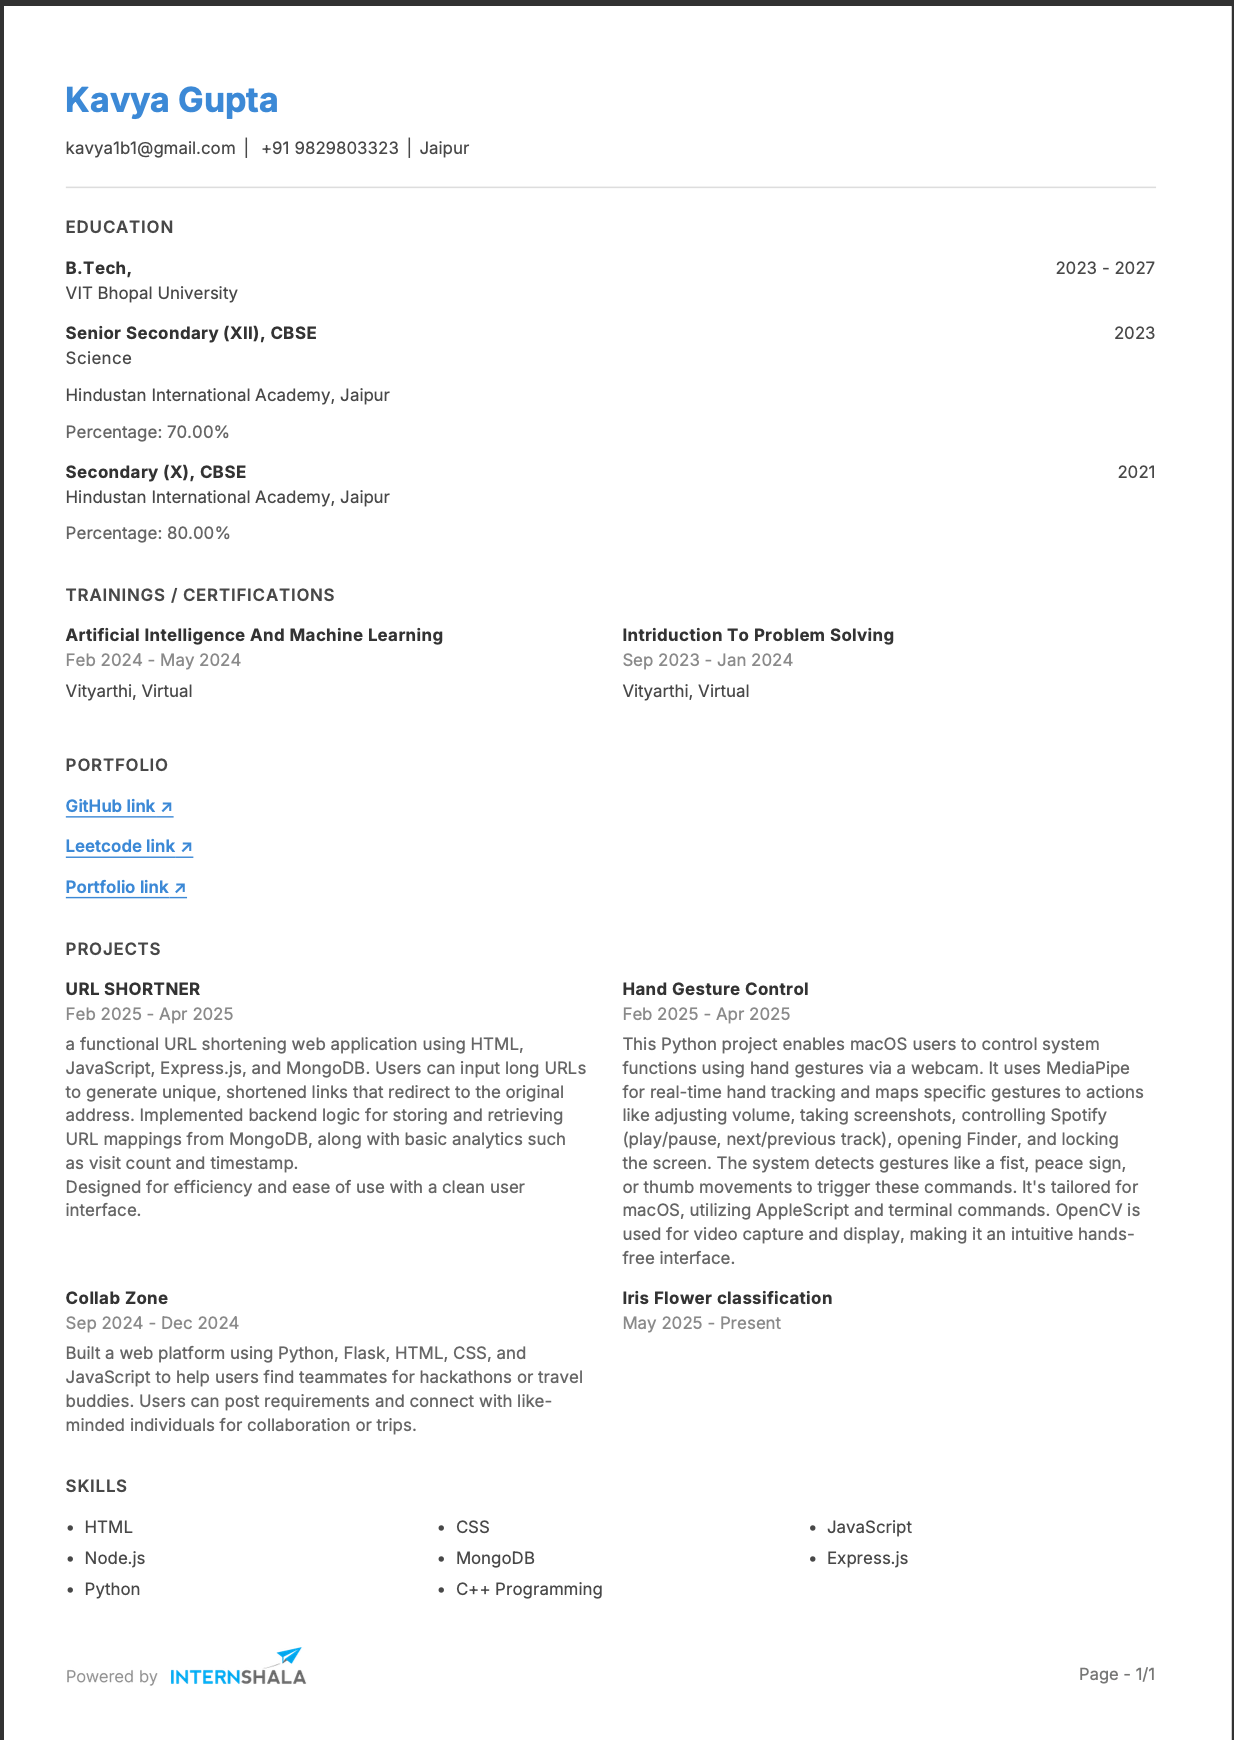 Kavya Gupta
kavya1b1@gmail.com | +91 9829803323 | Jaipur
EDUCATION
B.Tech, 2023 - 2027
VIT Bhopal University
Senior Secondary (XII), CBSE 2023
Science
Hindustan International Academy, Jaipur
Percentage: 70.00%
Secondary (X), CBSE 2021
Hindustan International Academy, Jaipur
Percentage: 80.00%
TRAININGS / CERTIFICATIONS
Artificial Intelligence And Machine Learning
Feb 2024 - May 2024
Vityarthi, Virtual
Intriduction To Problem Solving
Sep 2023 - Jan 2024
Vityarthi, Virtual
PORTFOLIO
GitHub link ↗
Leetcode link ↗
Portfolio link ↗
PROJECTS
URL SHORTNER
Feb 2025 - Apr 2025
a functional URL shortening web application using HTML,
JavaScript, Express.js, and MongoDB. Users can input long URLs
to generate unique, shortened links that redirect to the original
address. Implemented backend logic for storing and retrieving
URL mappings from MongoDB, along with basic analytics such
as visit count and timestamp.
Designed for efficiency and ease of use with a clean user
interface.
Hand Gesture Control
Feb 2025 - Apr 2025
This Python project enables macOS users to control system
functions using hand gestures via a webcam. It uses MediaPipe
for real-time hand tracking and maps specific gestures to actions
like adjusting volume, taking screenshots, controlling Spotify
(play/pause, next/previous track), opening Finder, and locking
the screen. The system detects gestures like a fist, peace sign,
or thumb movements to trigger these commands. It's tailored for
macOS, utilizing AppleScript and terminal commands. OpenCV is
used for video capture and display, making it an intuitive hands-
free interface.
Collab Zone
Sep 2024 - Dec 2024
Built a web platform using Python, Flask, HTML, CSS, and
JavaScript to help users find teammates for hackathons or travel
buddies. Users can post requirements and connect with like-
minded individuals for collaboration or trips.
Iris Flower classification
May 2025 - Present
SKILLS
• HTML • CSS • JavaScript
• Node.js • MongoDB • Express.js
• Python • C++ Programming
Powered by INTERNSHALA Page - 1/1